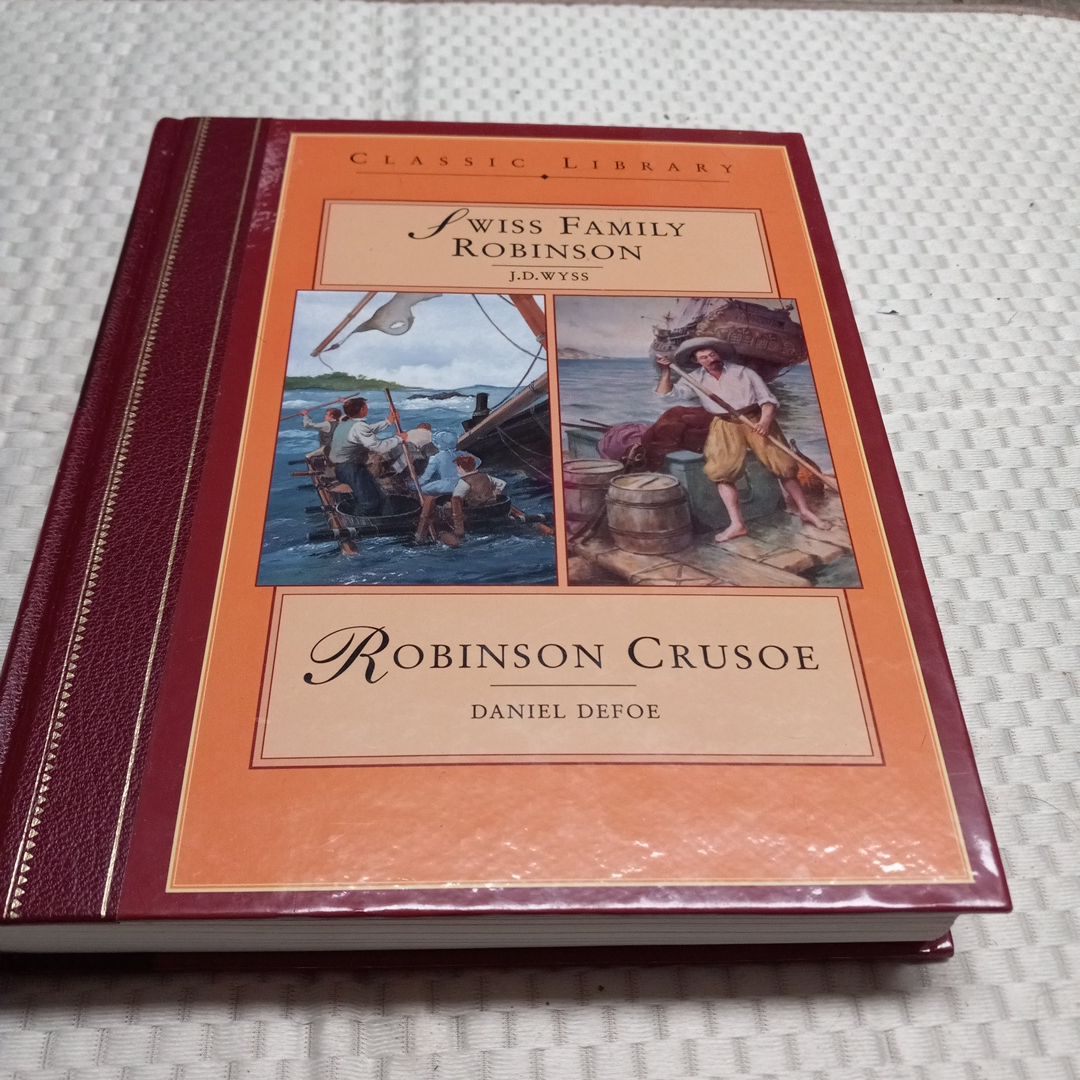 CLASSIC LIBRARY
SWISS FAMILY
ROBINSON
J.D.WYSS
ROBINSON CRUSOE
DANIEL DEFOE